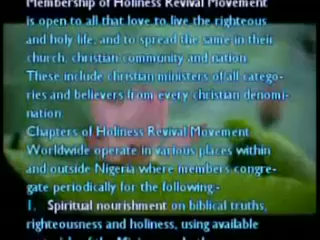 Membership of Holiness Revival Movement
is open to all that love to live the righteous
and holy life, and to spread the same in their
church, christian community and nation.
These include christian ministers of all catego-
ries and believers from every christian denomi-
nation
Chapters of Holiness Revival Movement
Worldwide operate in various places within
and outside Nigeria where members congre-
gate periodically for the following:-
1. Spiritual nourishment on biblical truths,
righteousness and holiness, using available